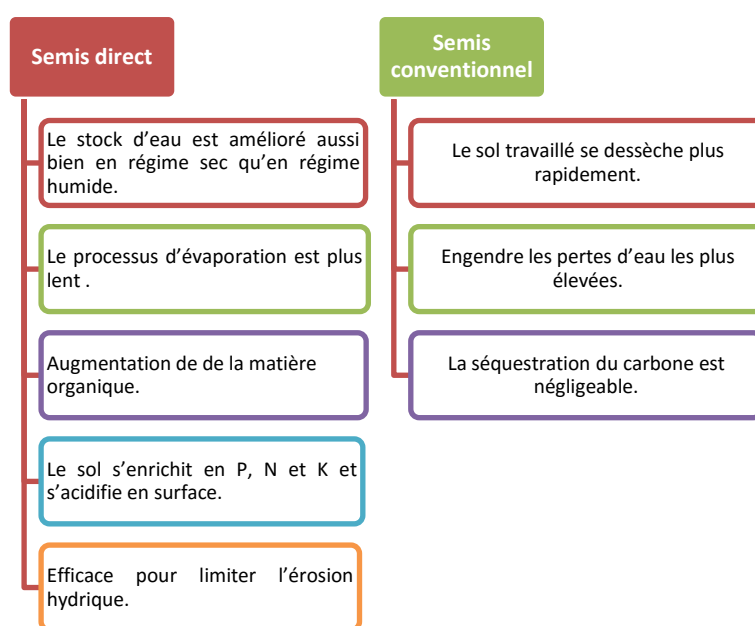 Semis direct
Le stock d'eau est amélioré aussi
bien en régime sec qu'en régime
humide.
Le processus d'évaporation est plus
lent .
Augmentation de de la matière
organique.
Le sol s'enrichit en P, N et K et
s'acidifie en surface.
Efficace pour limiter l'érosion
hydrique.
Semis
conventionnel
Le sol travaillé se dessèche plus
rapidement.
Engendre les pertes d'eau les plus
élevées.
La séquestration du carbone est
négligeable.